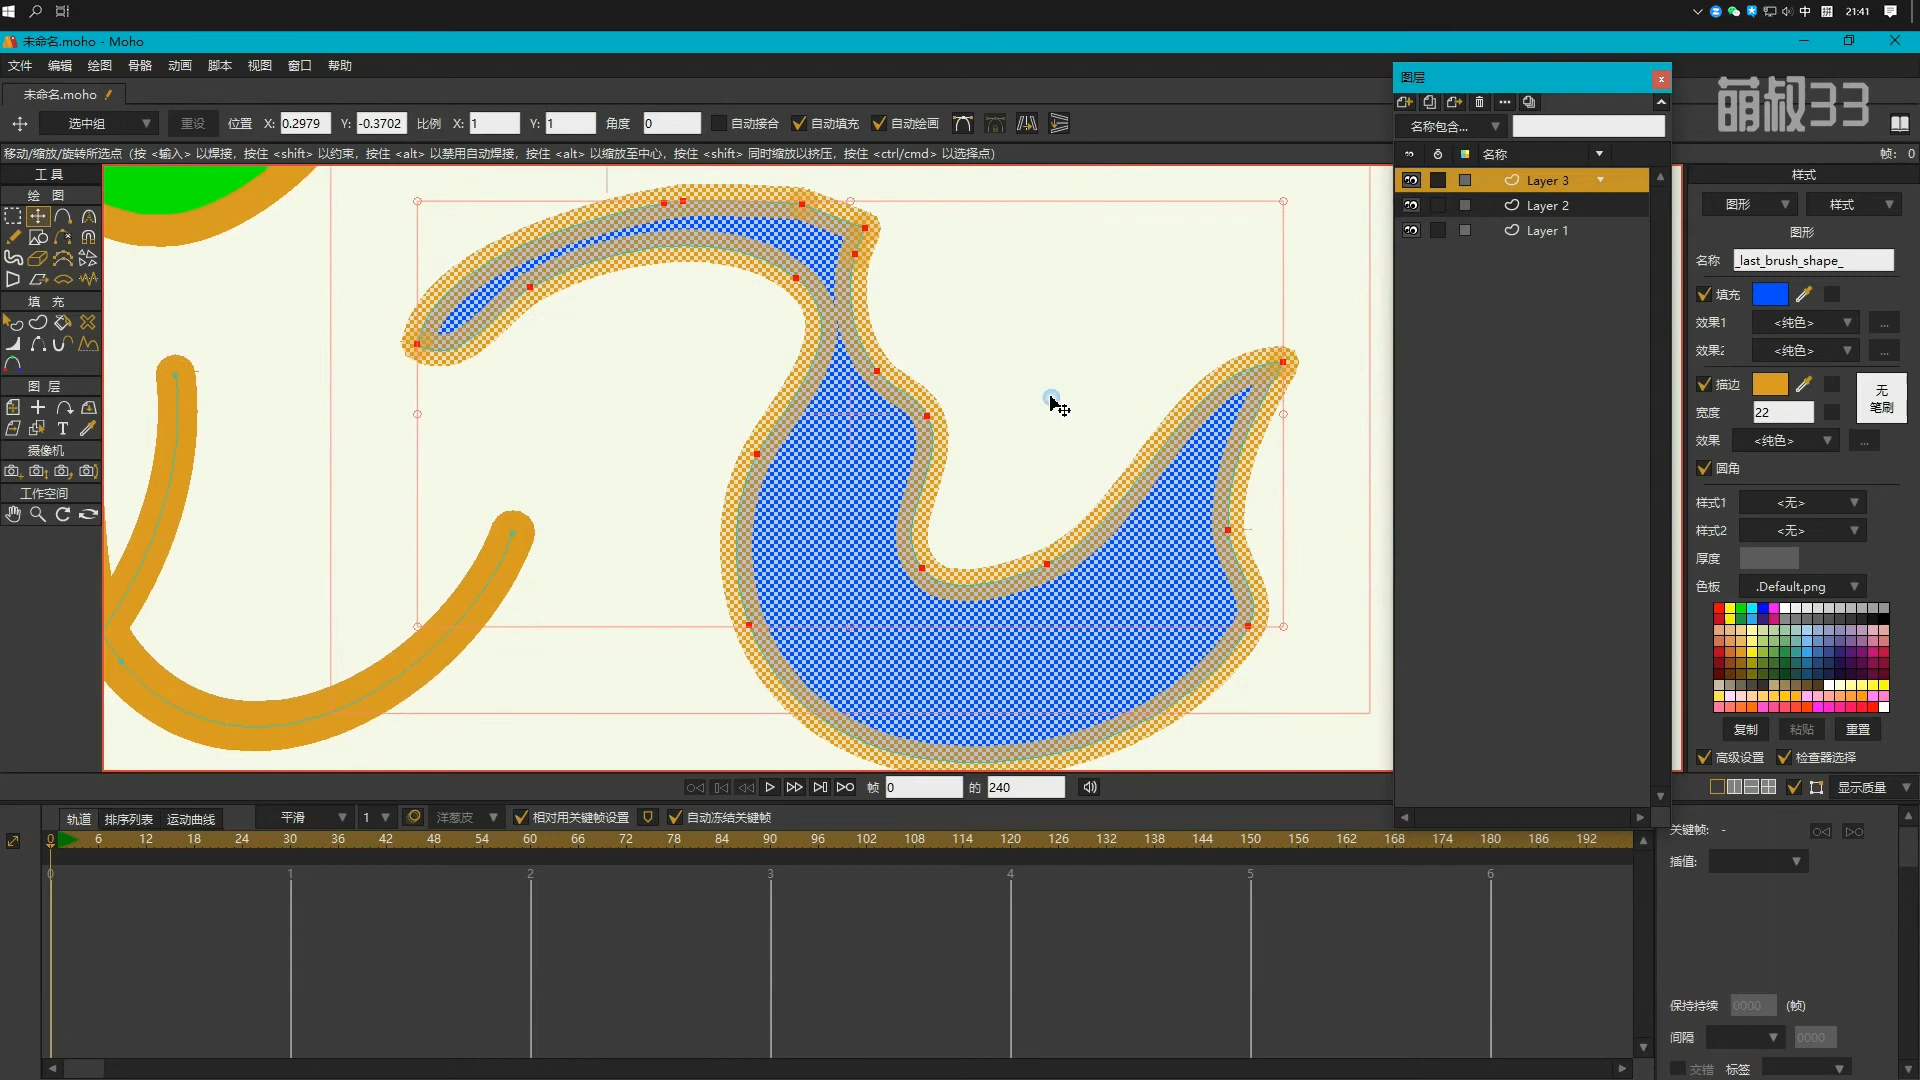 中 拼 21:41
未命名.moho - Moho
文件 编辑 绘图 骨骼 动画 脚本 视图 窗口 帮助
未命名.moho
选中组 重设 位置 X: 0.2979 Y: -0.3702 比例 X: 1 Y: 1 角度 0 自动接合 自动填充 自动绘画
移动/缩放/旋转所选点（按 <输入> 以焊接，按住 <shift> 以约束，按住 <alt> 以禁用自动焊接，按住 <alt> 以缩放至中心，按住 <shift> 同时缩放以挤压，按住 <ctrl/cmd> 以选择点）
帧: 0
工具
绘 图
填 充
图 层
摄像机
工作空间
图层
名称包含...
名称
Layer 3
Layer 2
Layer 1
萌叔33
样式
图形 样式
图形
名称 _last_brush_shape_
填充
效果1 <纯色> ...
效果2 <纯色> ...
描边
无
笔刷
宽度 22
效果 <纯色> ...
圆角
样式1 <无>
样式2 <无>
厚度
色板 .Default.png
复制 粘贴 重置
高级设置 检查器选择
帧 0 的 240
显示质量
轨道 排序列表 运动曲线 平滑 1 洋葱皮 相对用关键帧设置 自动冻结关键帧
0 6 12 18 24 30 36 42 48 54 60 66 72 78 84 90 96 102 108 114 120 126 132 138 144 150 156 162 168 174 180 186 192
0 1 2 3 4 5 6
关键帧: -
插值:
保持持续 0000 (帧)
间隔 0000
交错 标签